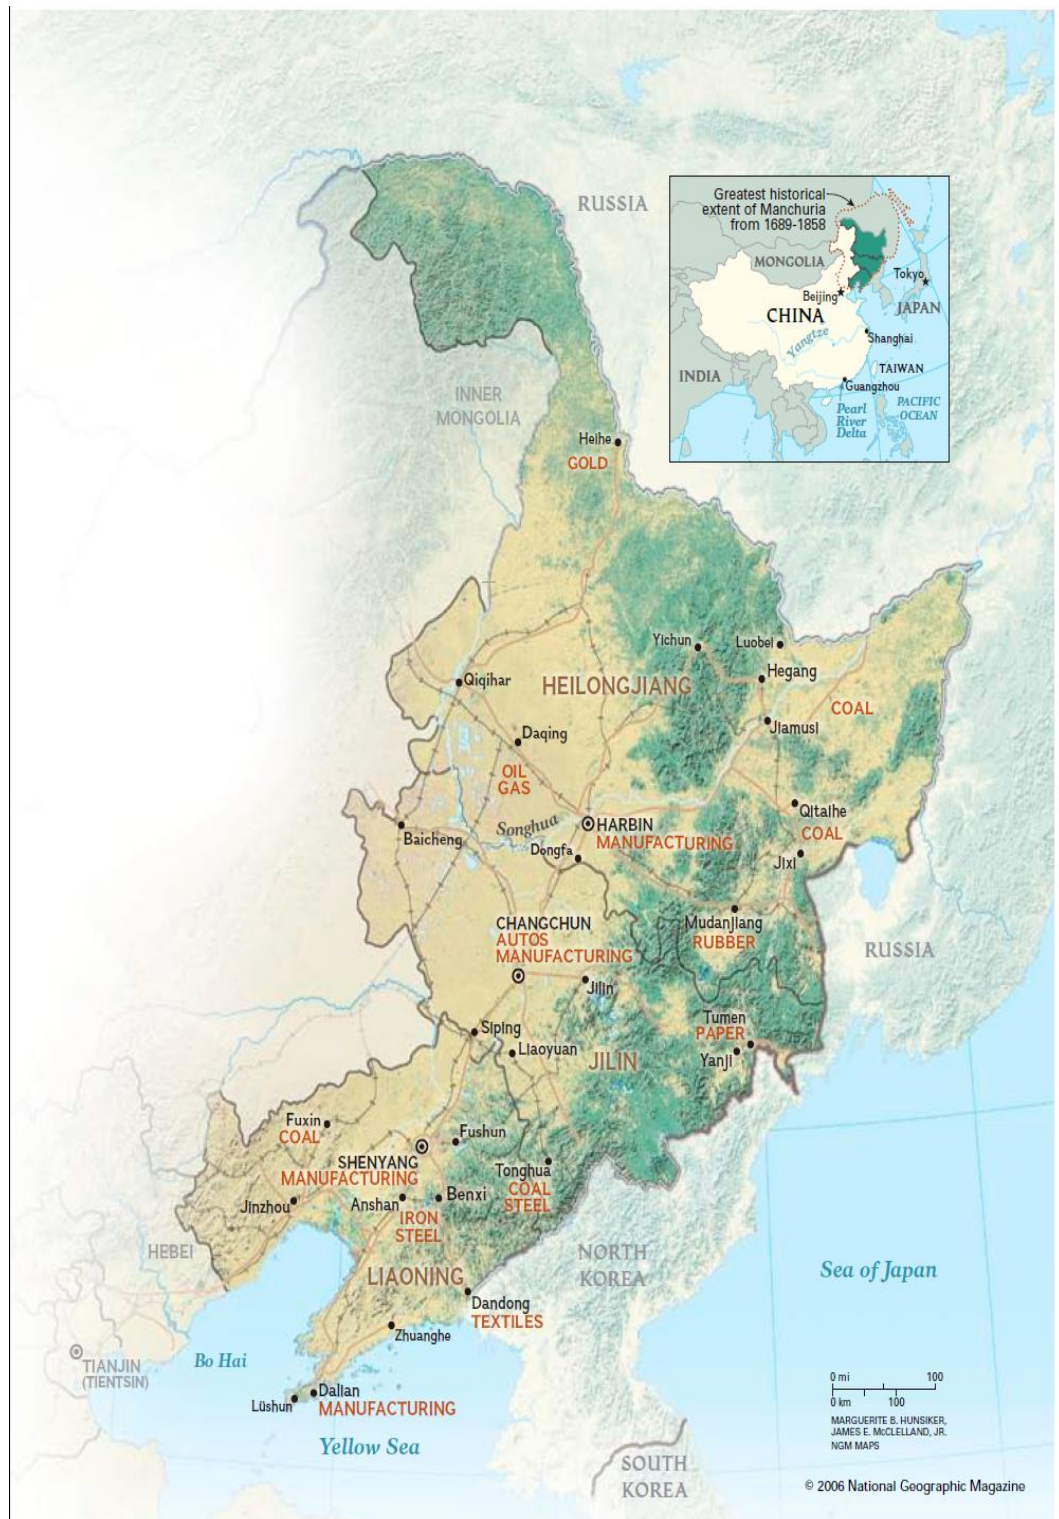 RUSSIA
Greatest historical
extent of Manchuria
from 1689-1858
MONGOLIA
Tokyo
Beijing
JAPAN
CHINA
Yangtze
Shanghai
TAIWAN
INDIA
Guangzhou
Pearl
River
Delta
PACIFIC
OCEAN
INNER
MONGOLIA
Heihe
GOLD
Yichun
Luobei
Hegang
Qiqihar
HEILONGJIANG
COAL
Jiamusi
Daqing
OIL
GAS
Qitaihe
COAL
Songhua
HARBIN
MANUFACTURING
Baicheng
Dongfa
Jixi
CHANGCHUN
AUTOS
MANUFACTURING
Mudanjiang
RUBBER
RUSSIA
Jilin
Tumen
PAPER
Yanji
Siping
Liaoyuan
JILIN
Fuxin
COAL
Fushun
SHENYANG
MANUFACTURING
Tonghua
COAL
STEEL
Jinzhou
Anshan
Benxi
IRON
STEEL
HEBEI
NORTH
KOREA
Sea of Japan
LIAONING
Dandong
TEXTILES
Zhuanghe
Bo Hai
TIANJIN
(TIENTSIN)
Dalian
Lüshun
MANUFACTURING
Yellow Sea
0 mi 100
0 km 100
MARGUERITE B. HUNSIKER,
JAMES E. McCLELLAND, JR.
NGM MAPS
SOUTH
KOREA
© 2006 National Geographic Magazine